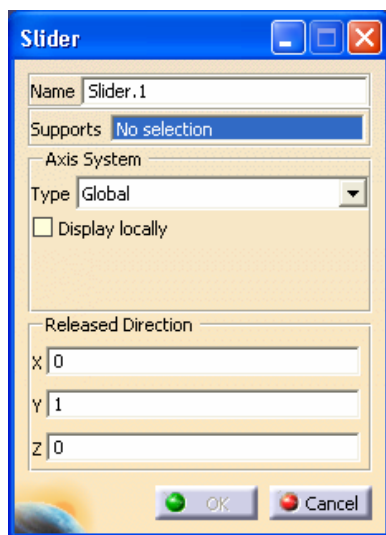 Slider
Name Slider.1
Supports No selection
Axis System
Type Global
Display locally
Released Direction
X 0
Y 1
Z 0
OK Cancel